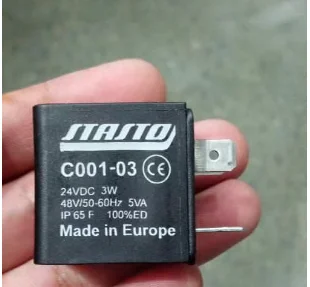 STASTO
C001-03 CE
24VDC 3W
48V/50-60Hz 5VA
IP 65 F 100%ED
Made in Europe